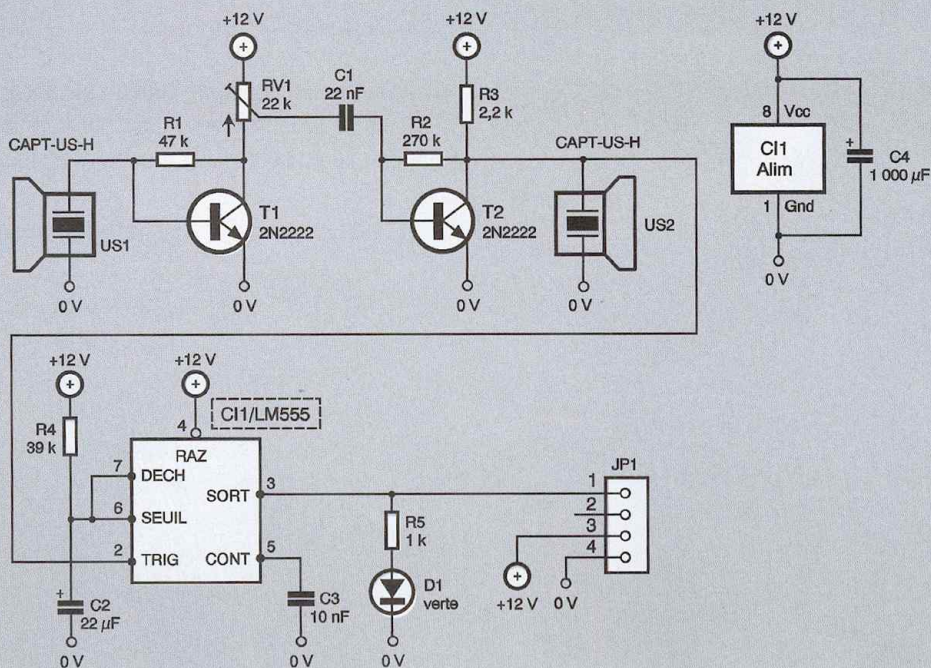 +12 V
+12 V
+12 V
RV1
22 k
C1
22 nF
R3
2,2 k
R1
47 k
R2
270 k
CAPT-US-H
CAPT-US-H
8 Vcc
CI1
Alim
1 Gnd
C4
1 000 µF
+
US1
T1
2N2222
T2
2N2222
US2
0 V
0 V
0 V
0 V
0 V
+12 V
+12 V
CI1/LM555
R4
39 k
4
RAZ
7
DECH
6
SEUIL
2
TRIG
SORT
3
CONT
5
+
C2
22 µF
0 V
C3
10 nF
0 V
R5
1 k
D1
verte
0 V
JP1
1
2
3
4
+12 V
0 V